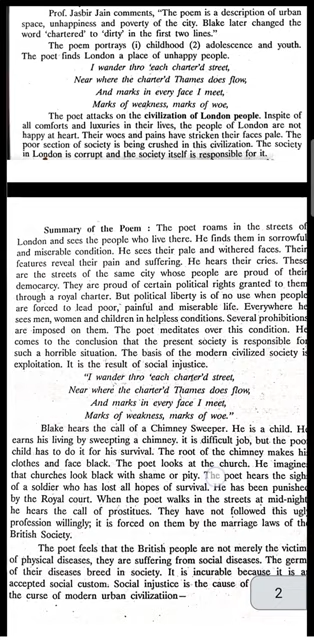 Prof. Jasbir Jain comments, "The poem is a description of urban
space, unhappiness and poverty of the city. Blake later changed the
word 'chartered' to 'dirty' in the first two lines."
The poem portrays (i) childhood (2) adolescence and youth.
The poet finds London a place of unhappy people.
I wander thro 'each charter'd street,
Near where the charter'd Thames does flow,
And marks in every face I meet,
Marks of weakness, marks of woe,
The poet attacks on the civilization of London people. Inspite of
all comforts and luxuries in their lives, the people of London are not
happy at heart. Their woes and pains have stricken their faces pale. The
poor section of society is being crushed in this civilization. The society
in London is corrupt and the society itself is responsible for it.
Summary of the Poem : The poet roams in the streets of
London and sees the people who live there. He finds them in sorrowful
and miserable condition. He sees their pale and withered faces. Their
features reveal their pain and suffering. He hears their cries. These
are the streets of the same city whose people are proud of their
democarcy. They are proud of certain political rights granted to them
through a royal charter. But political liberty is of no use when people
are forced to lead poor, painful and miserable life. Everywhere he
sees men, women and children in helpless conditions. Several prohibitions
are imposed on them. The poet meditates over this condition. He
comes to the conclusion that the present society is responsible for
such a horrible situation. The basis of the modern civilized society is
exploitation. It is the result of social injustice.
"I wander thro 'each charter'd street,
Near where the charter'd Thames does flow,
And marks in every face I meet,
Marks of weakness, marks of woe."
Blake hears the call of a Chimney Sweeper. He is a child. He
earns his living by sweeping a chimney. it is difficult job, but the poo
child has to do it for his survival. The root of the chimney makes hi
clothes and face black. The poet looks at the church. He imagine
that churches look black with shame or pity. The poet hears the sigh
of a soldier who has lost all hopes of survival. He has been punished
by the Royal court. When the poet walks in the streets at mid-night
he hears the call of prostitues. They have not followed this ugl
profession willingly; it is forced on them by the marriage laws of th
British Society.
The poet feels that the British people are not merely the victim
of physical diseases, they are suffering from social diseases. The germ
of their diseases breed in society. It is incurable because it is a
accepted social custom. Social injustice is the cause of
the curse of modern urban civilizatiion—
2